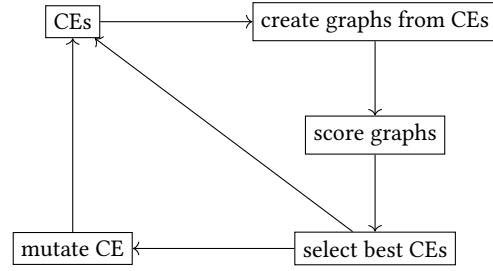 CEs
create graphs from CEs
score graphs
mutate CE
select best CEs